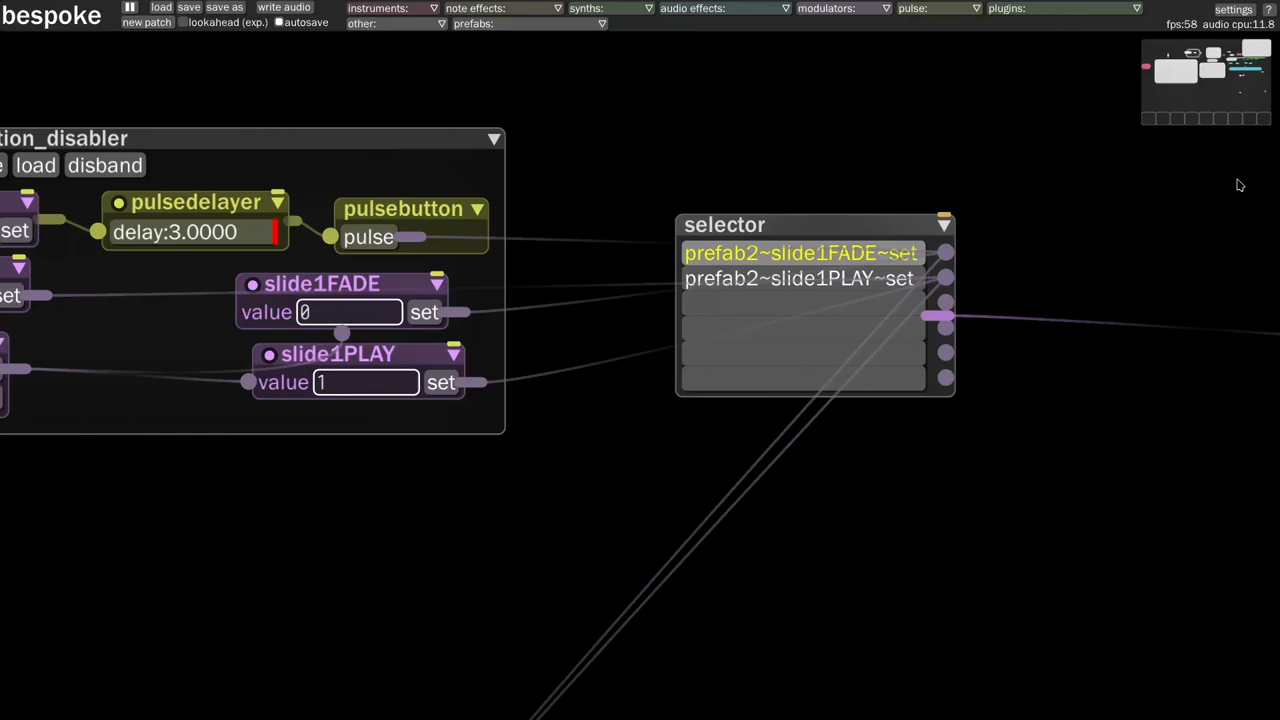 bespoke
load save save as write audio
new patch lookahead (exp.) autosave
instruments: note effects: synths: audio effects: modulators: pulse: plugins:
other: prefabs:
settings ?
fps:58 audio cpu:11.8
tion_disabler
e load disband
set
pulsedelayer
delay:3.0000
pulsebutton
pulse
set
slide1FADE
value 0 set
slide1PLAY
value 1 set
selector
prefab2~slide1FADE~set
prefab2~slide1PLAY~set